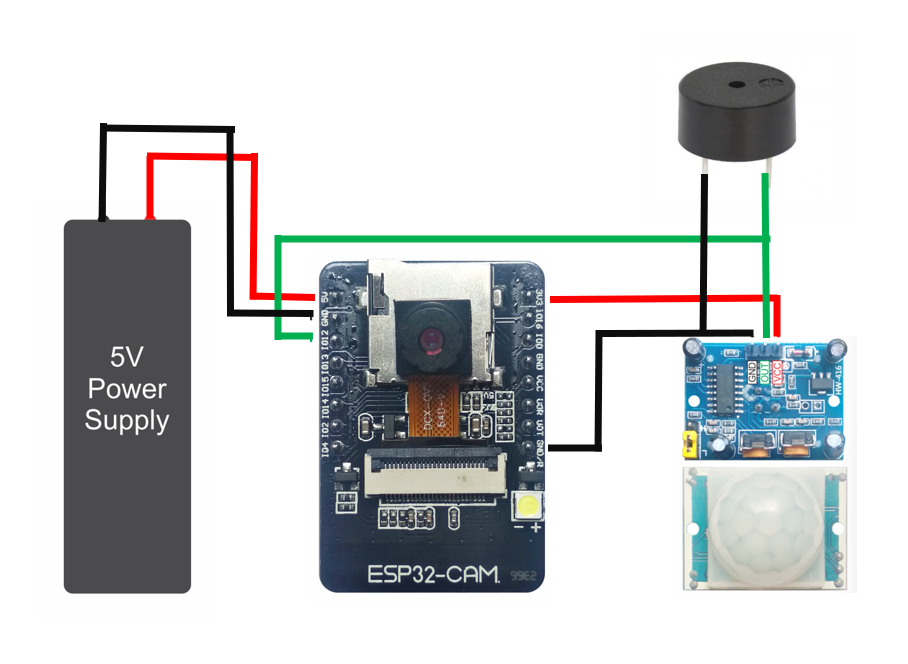 5V
Power
Supply
5V
GND
IO12
IO13
IO15
IO14
IO2
IO4
3V3
IO16
IO0
GND
VCC
UOR
UOT
GND/R
ESP32-CAM
GND
OUT
VCC
HW-416